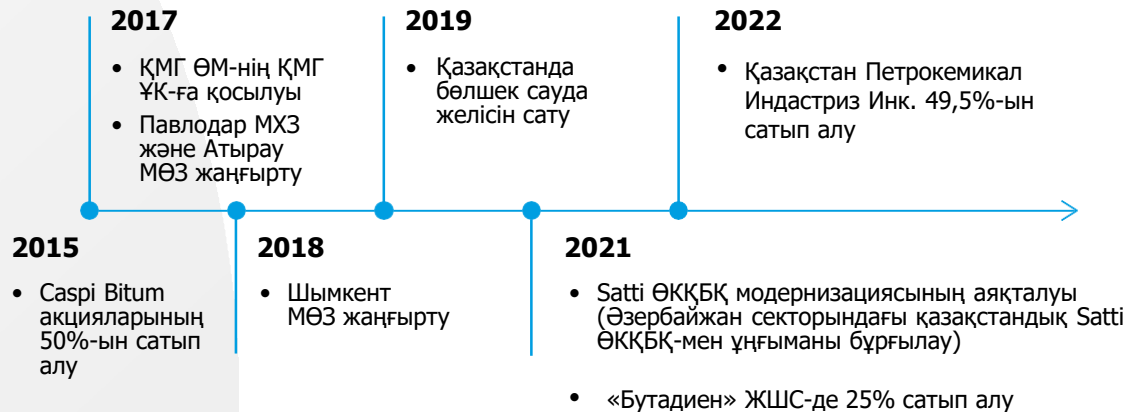 2017
• ҚМГ ӨМ-нің ҚМГ
ҰК-ға қосылуы
• Павлодар МХЗ
және Атырау
МӨЗ жаңғырту
2019
• Қазақстанда
бөлшек сауда
желісін сату
2022
• Қазақстан Петрокемикал
Индастриз Инк. 49,5%-ын
сатып алу
2015
• Caspi Bitum
акцияларының
50%-ын сатып
алу
2018
• Шымкент
МӨЗ жаңғырту
2021
• Satti ӨКҚБҚ модернизациясының аяқталуы
(Әзербайжан секторындағы қазақстандық Satti
ӨКҚБҚ-мен ұңғыманы бұрғылау)
• «Бутадиен» ЖШС-де 25% сатып алу